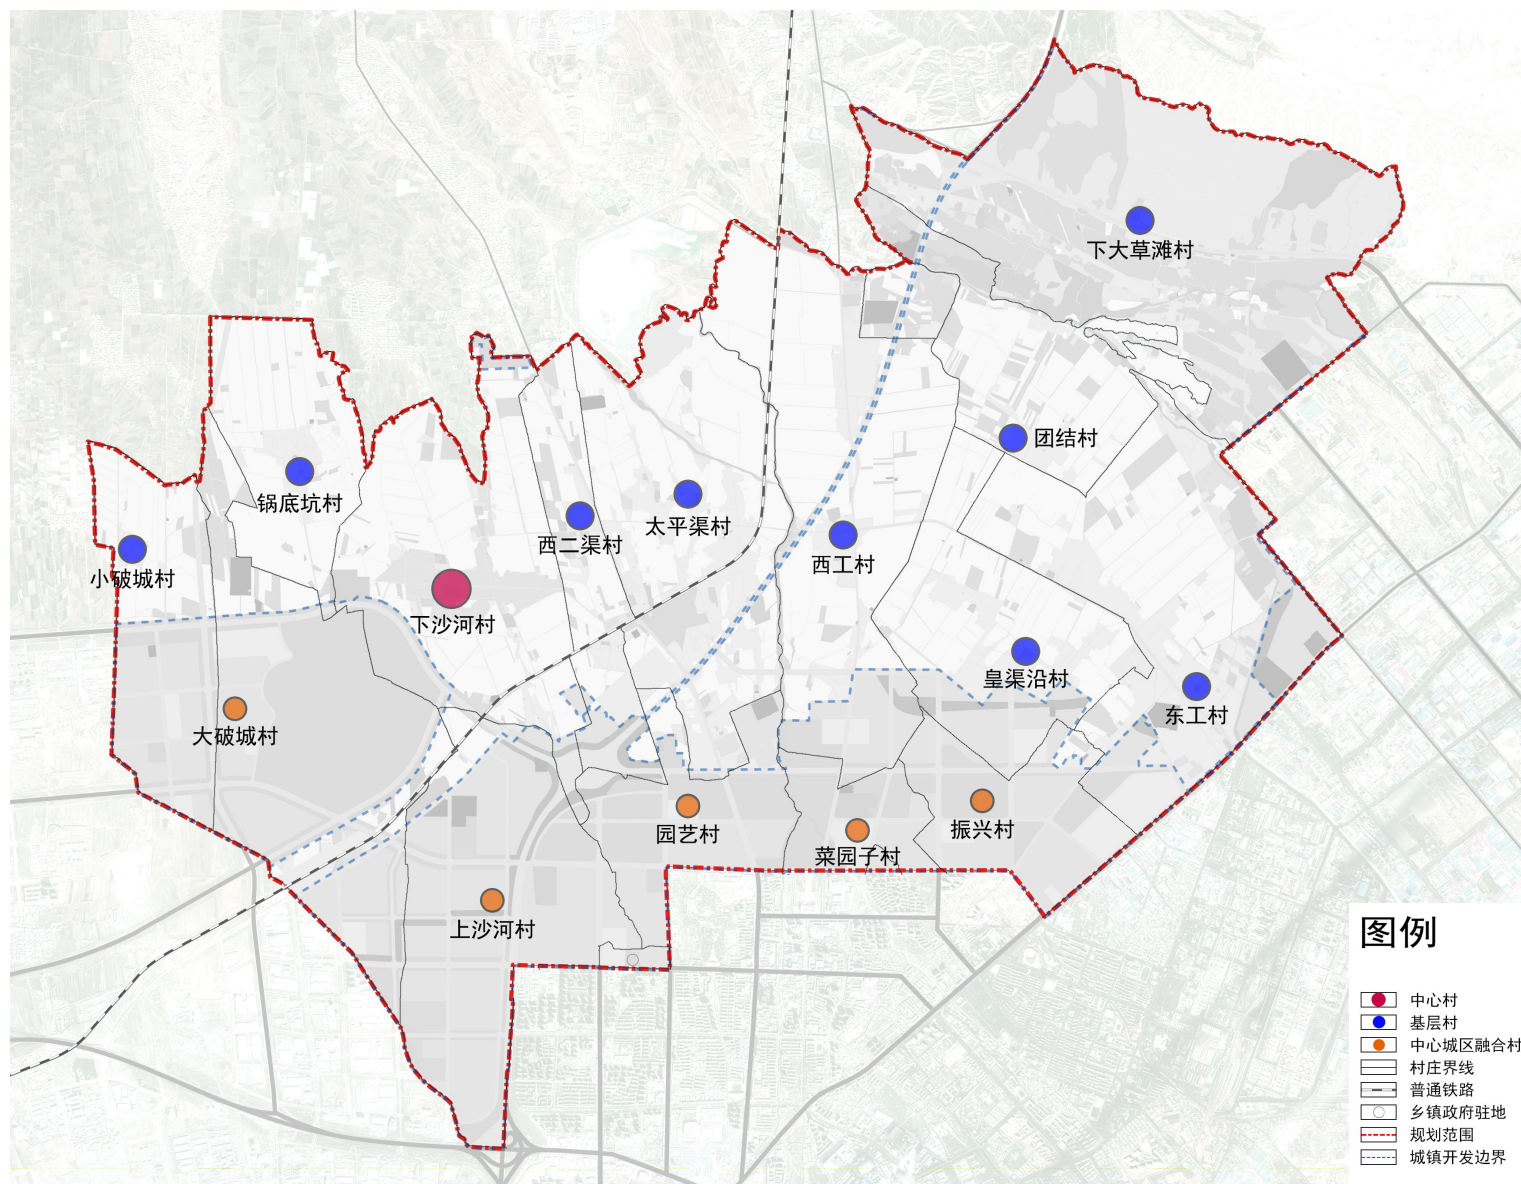 下大草滩村
团结村
锅底坑村
西二渠村
太平渠村
西工村
小破城村
下沙河村
皇渠沿村
东工村
大破城村
园艺村
菜园子村
振兴村
上沙河村
图例
中心村
基层村
中心城区融合村
村庄界线
普通铁路
乡镇政府驻地
规划范围
城镇开发边界